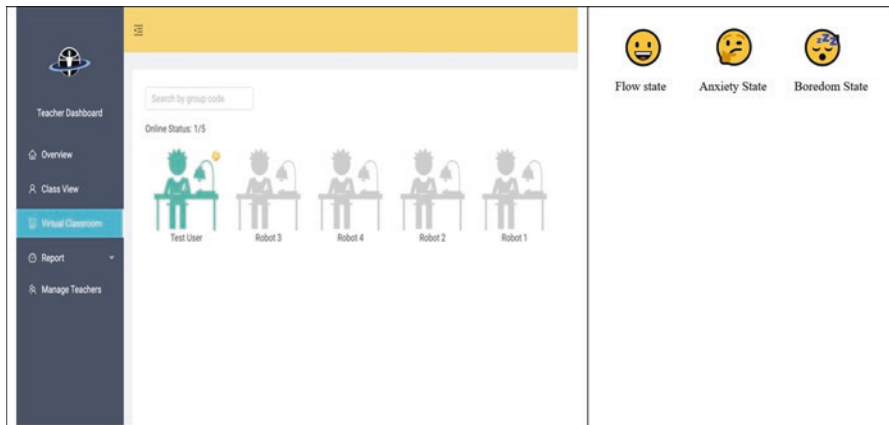 Teacher Dashboard
Overview
Class View
Virtual Classroom
Report
Manage Teachers
Search by group code
Online Status: 1/5
Test User Robot 3 Robot 4 Robot 2 Robot 1
Flow state Anxiety State Boredom State